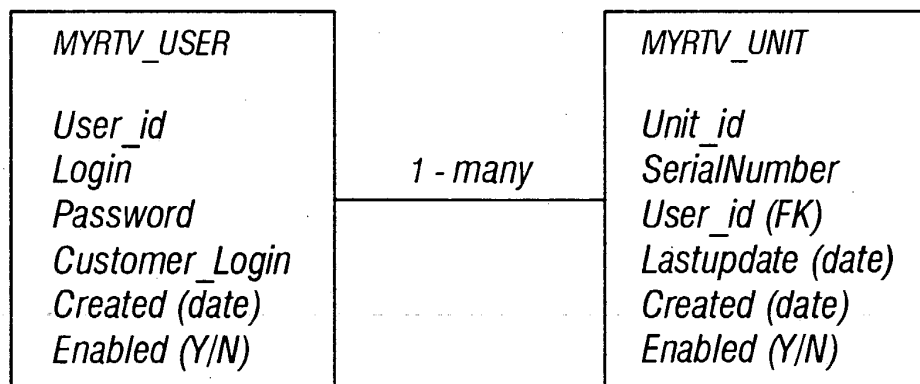 MYRTV_USER
User_id
Login
Password
Customer_Login
Created (date)
Enabled (Y/N)
1 - many
MYRTV_UNIT
Unit_id
SerialNumber
User_id (FK)
Lastupdate (date)
Created (date)
Enabled (Y/N)